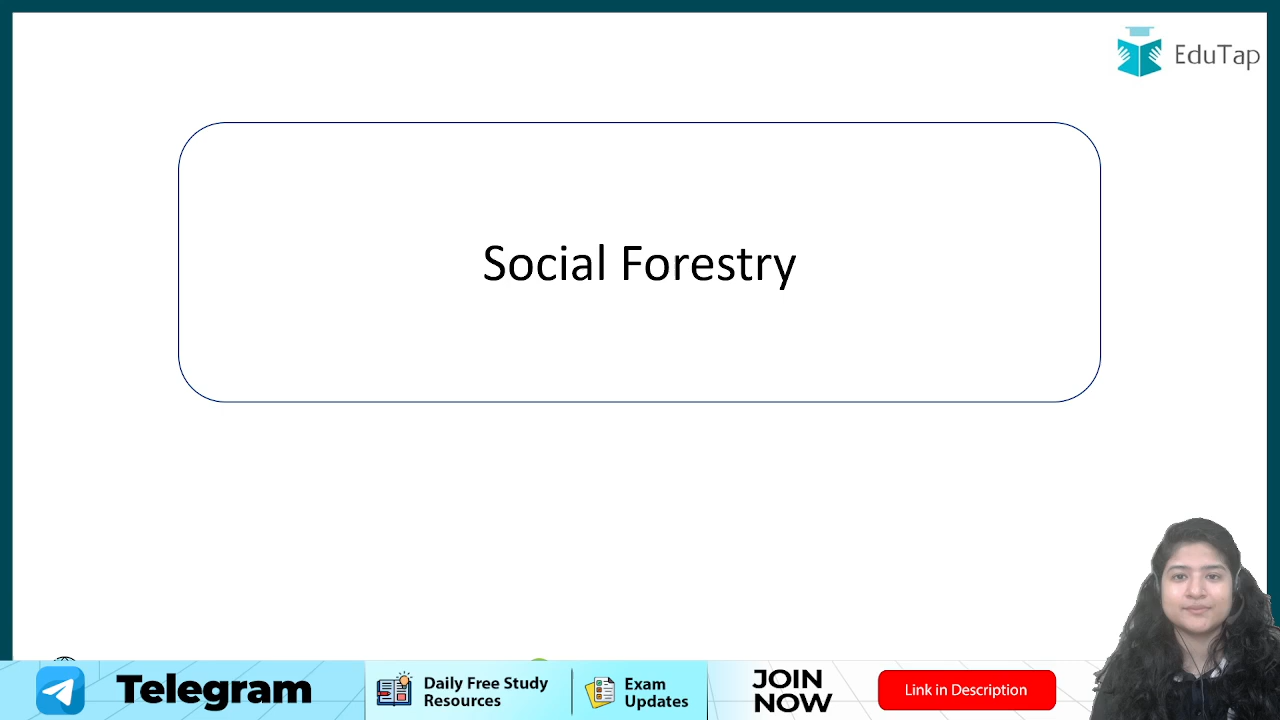 EduTap
Social Forestry
Telegram
Daily Free Study
Resources
Exam
Updates
JOIN
NOW
Link in Description